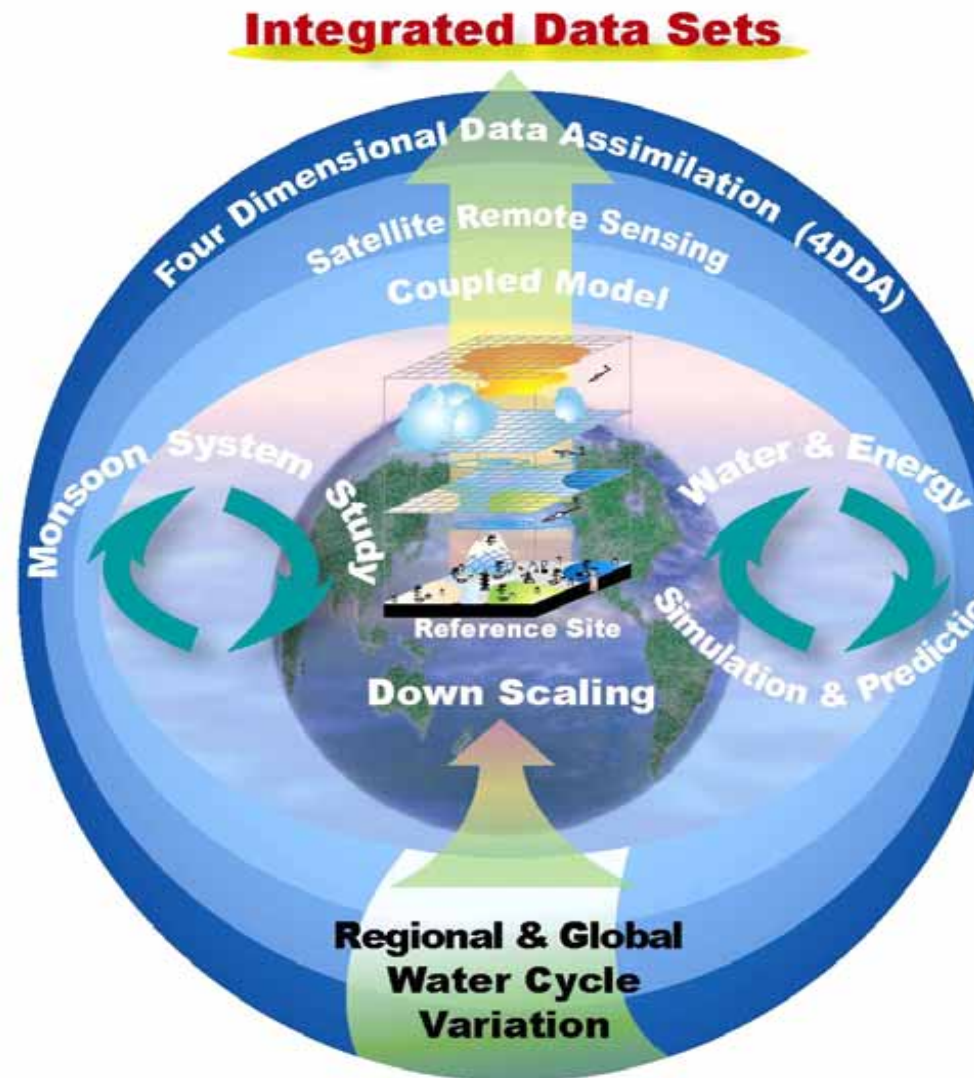 Integrated Data Sets
Four Dimensional Data Assimilation (4DDA)
Satellite Remote Sensing
Coupled Model
Monsoon System Study
Water & Energy
Simulation & Predictio
Reference Site
Down Scaling
Regional & Global
Water Cycle
Variation